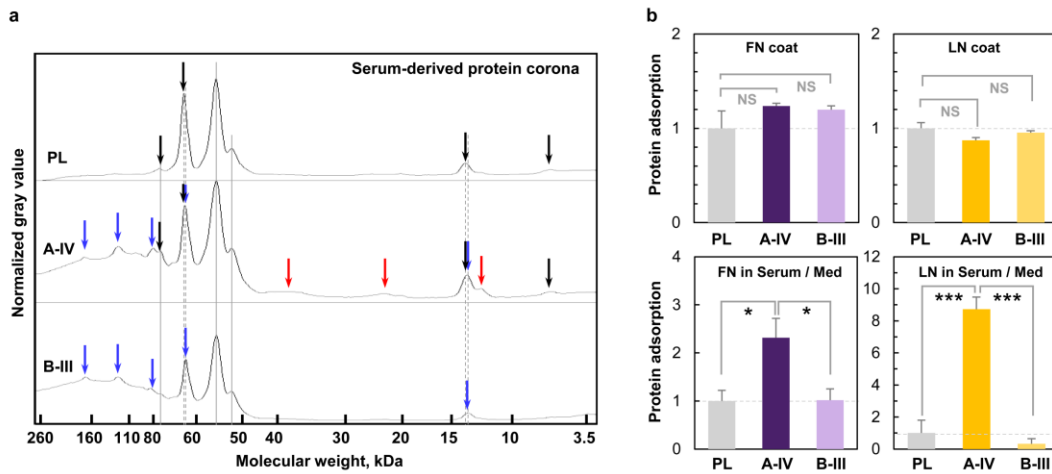 a
Serum-derived protein corona
Normalized gray value
PL
A-IV
B-III
260 160 110 80 60 50 40 30 20 15 10 3.5
Molecular weight, kDa
b
FN coat
Protein adsorption
2
1
0
NS
NS
PL A-IV B-III
LN coat
2
1
0
NS
NS
PL A-IV B-III
FN in Serum / Med
Protein adsorption
4
3
2
1
0
* *
PL A-IV B-III
LN in Serum / Med
12
10
8
6
4
2
0
*** ***
PL A-IV B-III